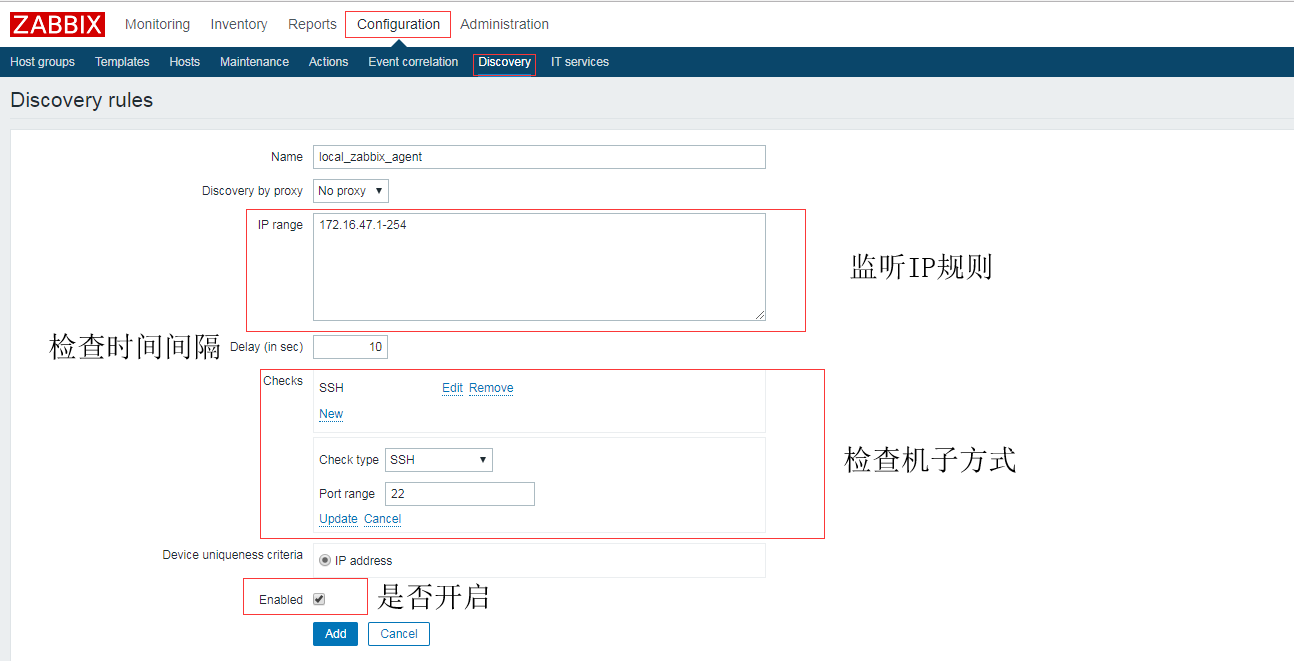 ZABBIX Monitoring Inventory Reports Configuration Administration
Host groups Templates Hosts Maintenance Actions Event correlation Discovery IT services
Discovery rules
Name local_zabbix_agent
Discovery by proxy No proxy
IP range 172.16.47.1-254
监听IP规则
检查时间间隔 Delay (in sec) 10
Checks SSH Edit Remove
New
Check type SSH
检查机子方式
Port range 22
Update Cancel
Device uniqueness criteria IP address
Enabled 是否开启
Add Cancel